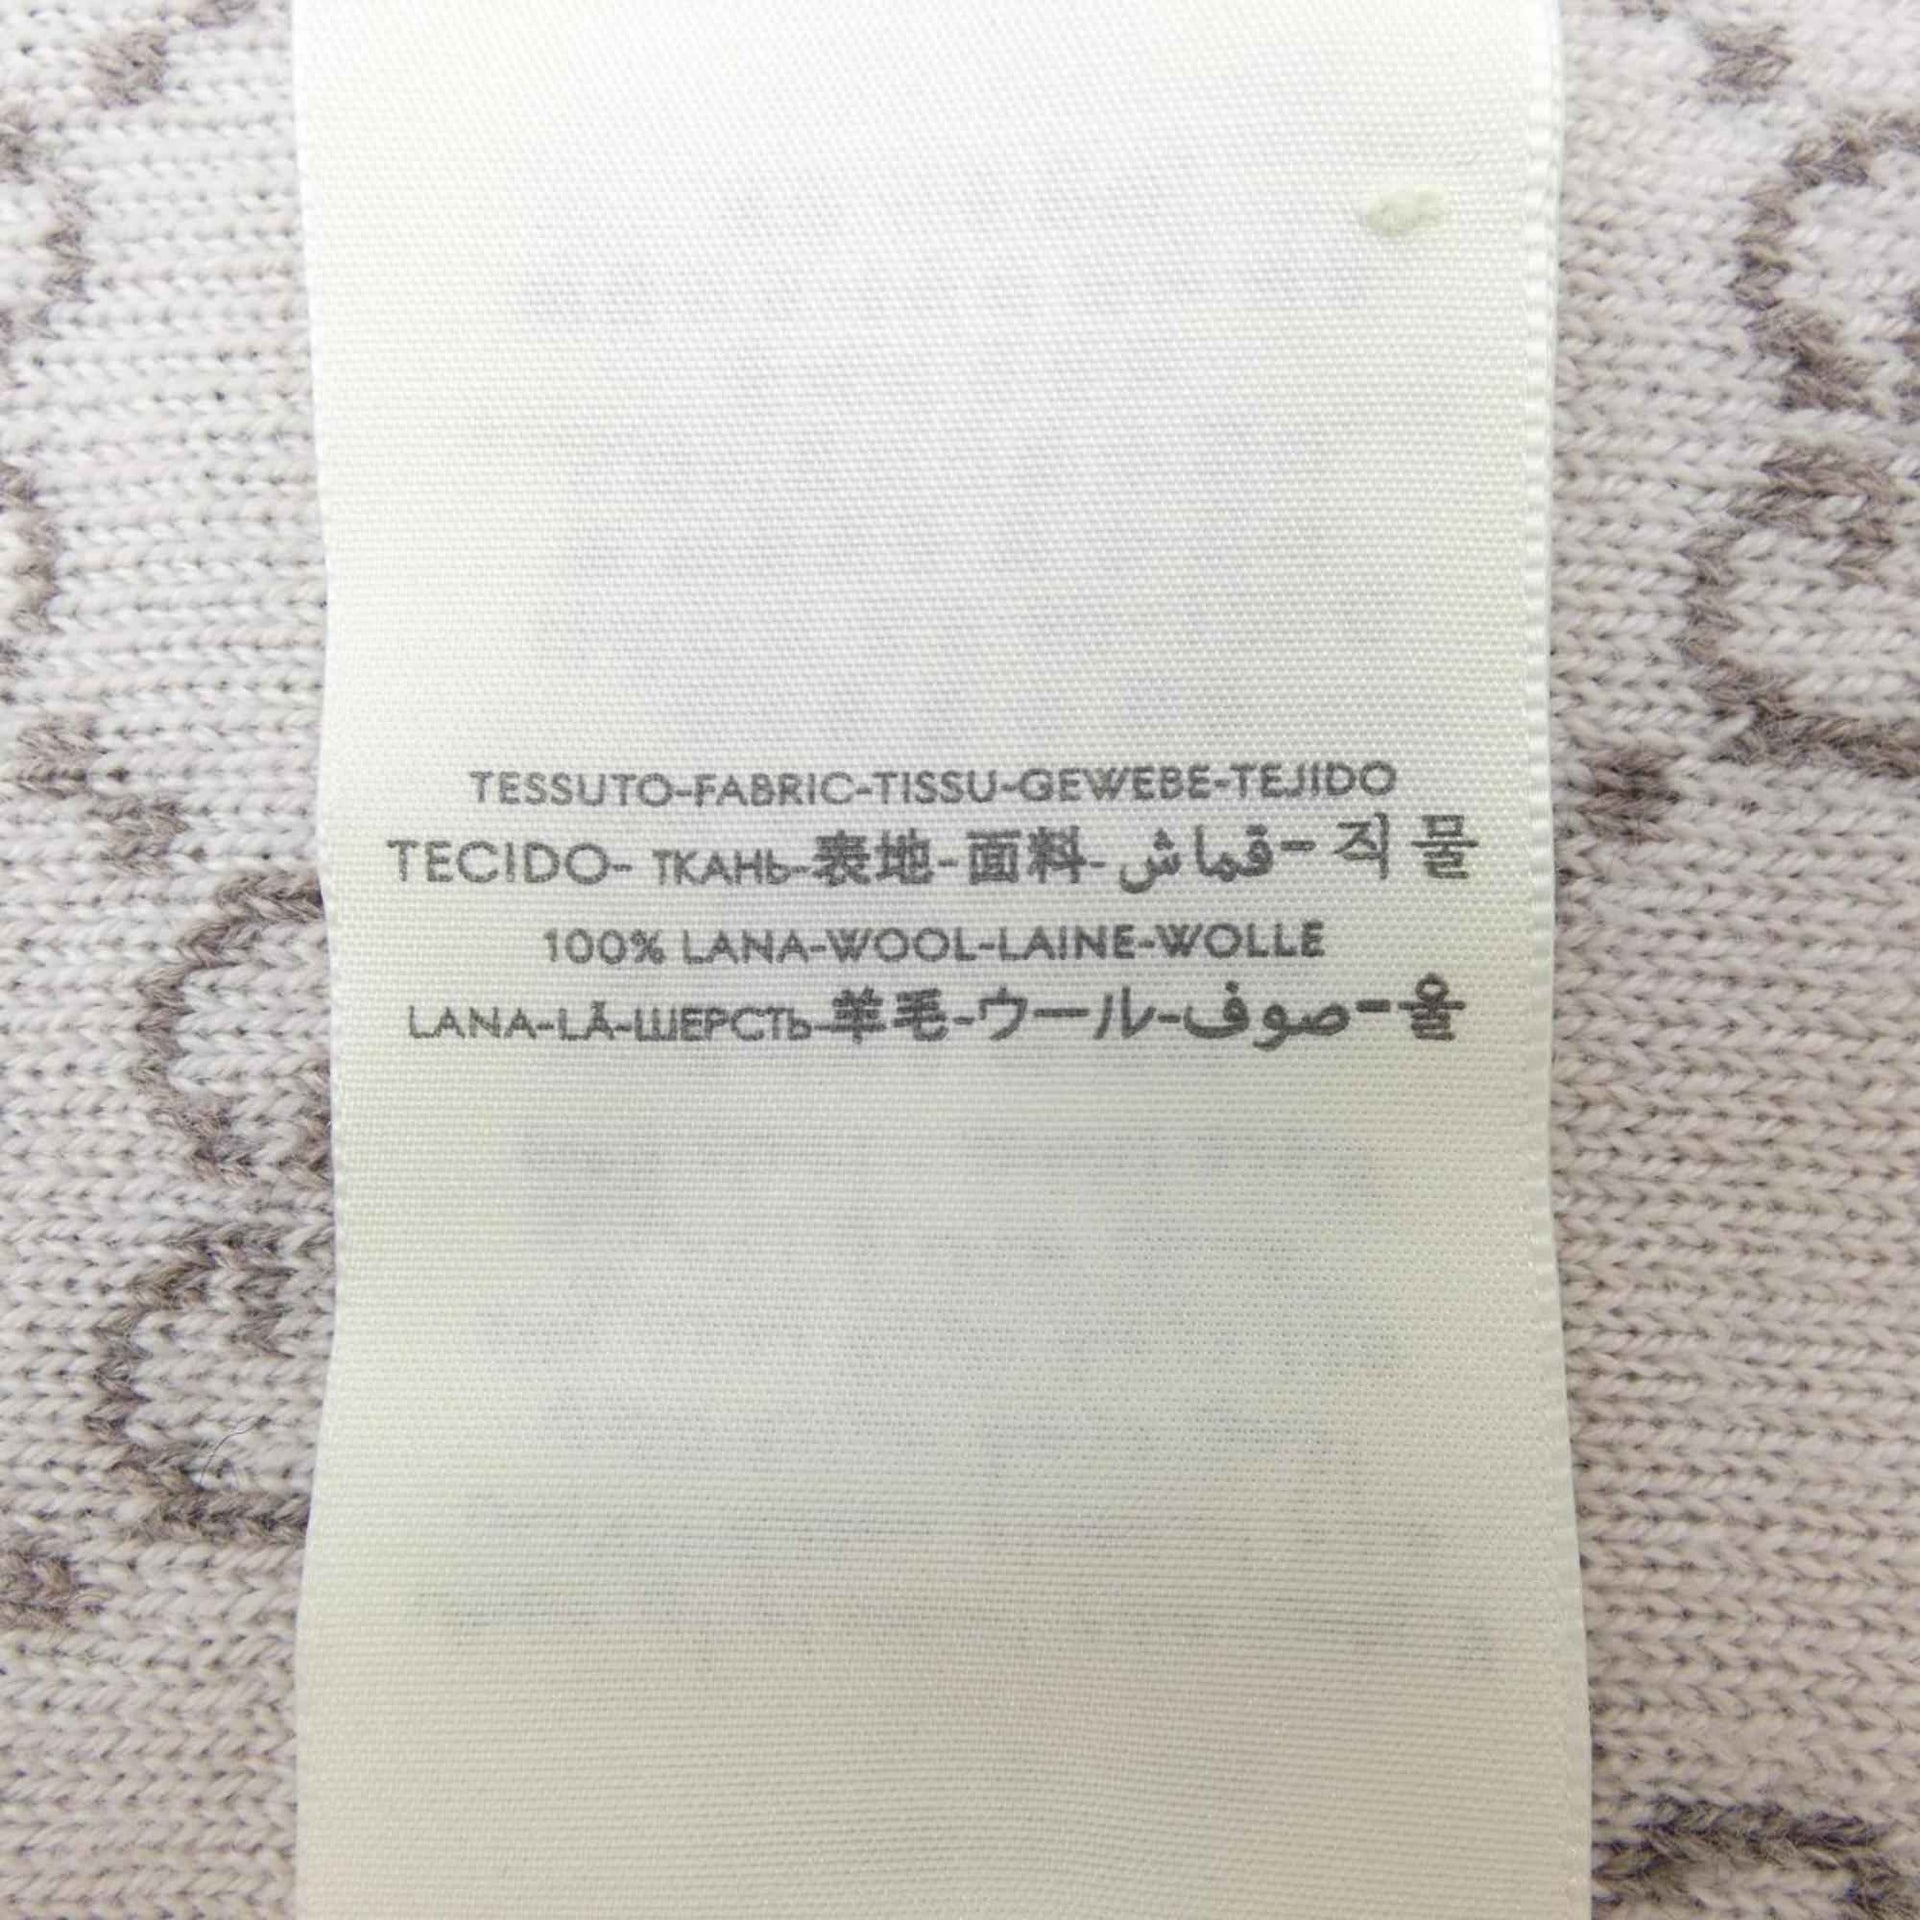 TESSUTO-FABRIC-TISSU-GEWEBE-TEJIDO
TECIDO- ТКАНЬ-表地-面料-قماش-직물
100% LANA-WOOL-LAINE-WOLLE
LANA-LÃ-ШЕРСТЬ-羊毛-ウール-صوف-울